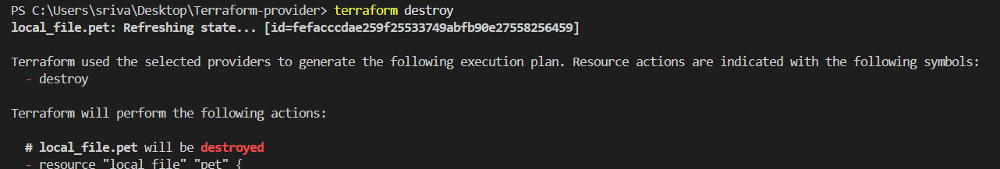 PS C:\Users\sriva\Desktop\Terraform-provider> terraform destroy
local_file.pet: Refreshing state... [id=fefacccdae259f25533749abfb90e27558256459]
Terraform used the selected providers to generate the following execution plan. Resource actions are indicated with the following symbols:
- destroy
Terraform will perform the following actions:
# local_file.pet will be destroyed
- resource "local_file" "pet" {